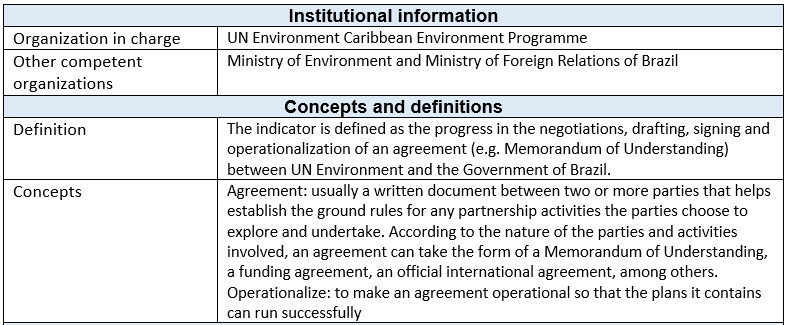 Institutional information
Organization in charge
UN Environment Caribbean Environment Programme
Other competent
organizations
Ministry of Environment and Ministry of Foreign Relations of Brazil
Concepts and definitions
Definition
The indicator is defined as the progress in the negotiations, drafting, signing and
operationalization of an agreement (e.g. Memorandum of Understanding)
between UN Environment and the Government of Brazil.
Concepts
Agreement: usually a written document between two or more parties that helps
establish the ground rules for any partnership activities the parties choose to
explore and undertake. According to the nature of the parties and activities
involved, an agreement can take the form of a Memorandum of Understanding,
a funding agreement, an official international agreement, among others.
Operationalize: to make an agreement operational so that the plans it contains
can run successfully